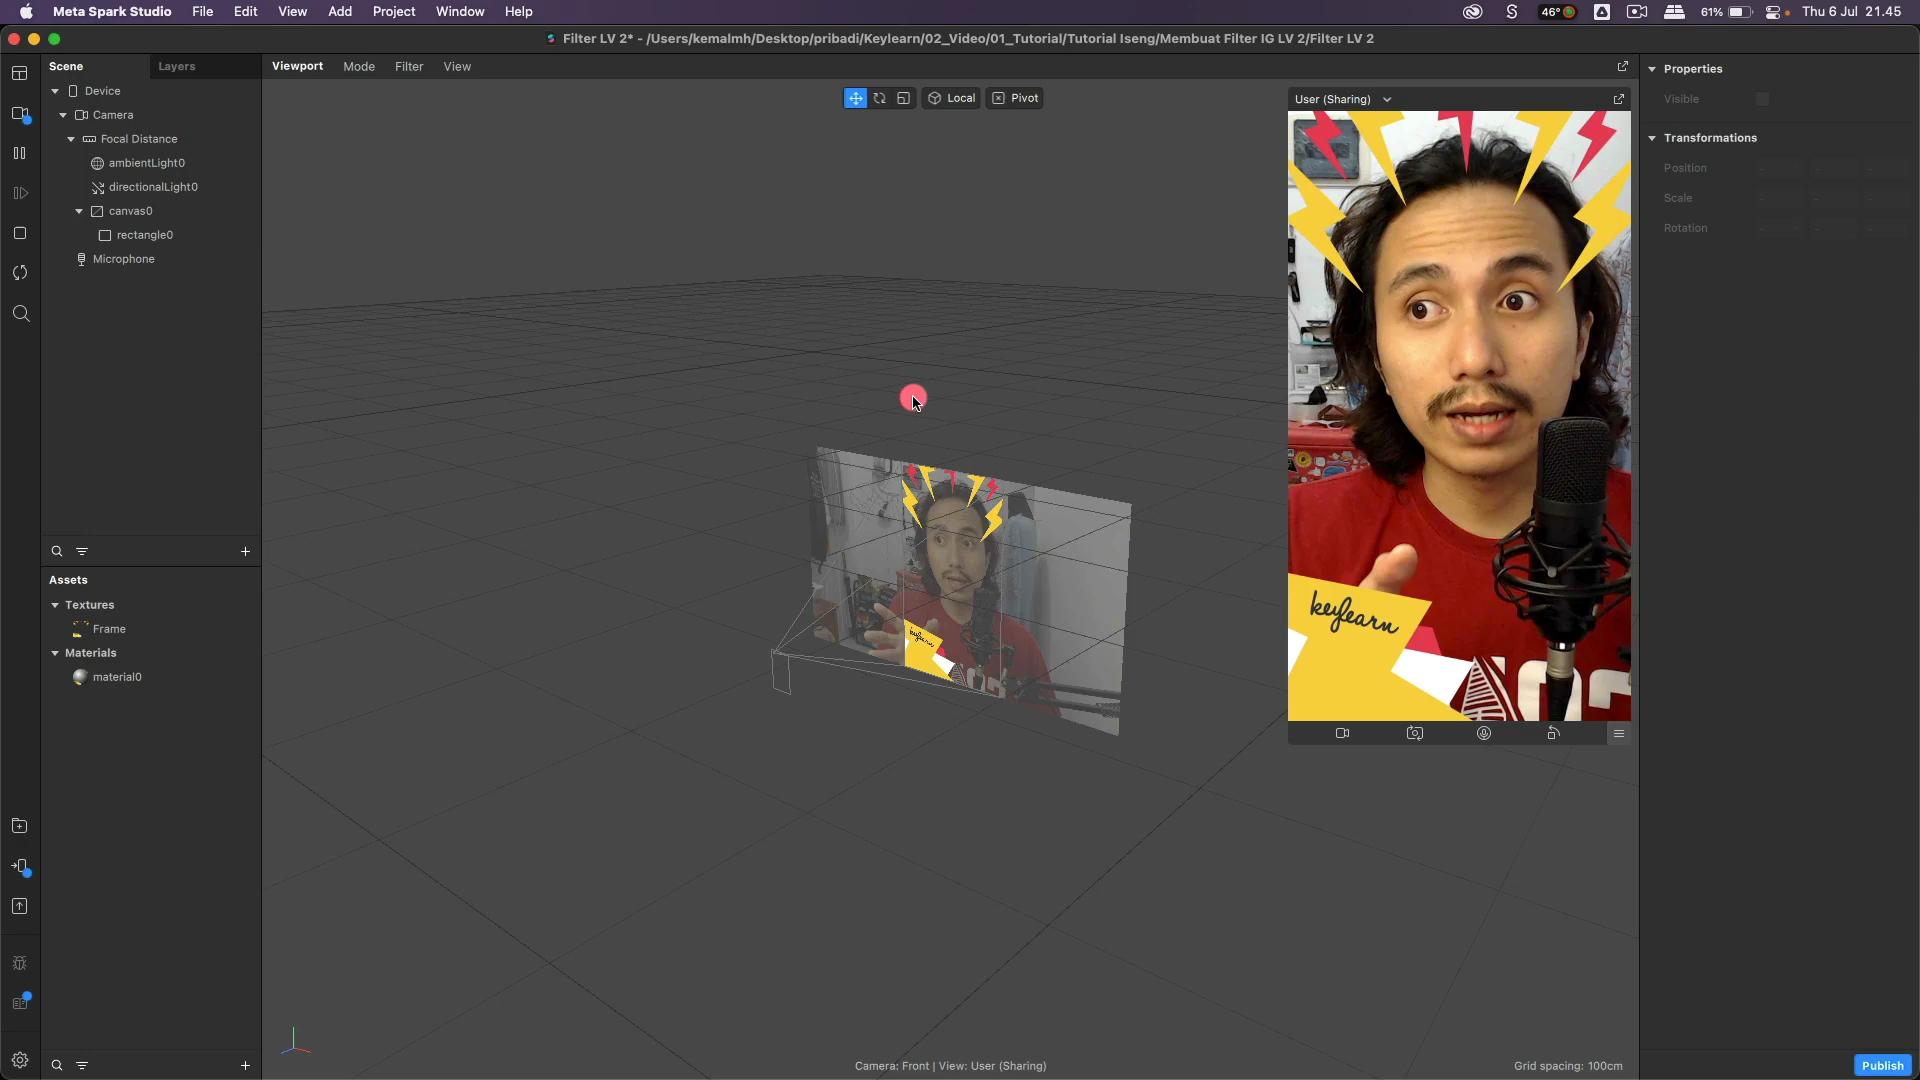 Meta Spark Studio File Edit View Add Project Window Help
46° 61% Thu 6 Jul 21.45
Filter LV 2* - /Users/kemalmh/Desktop/pribadi/Keylearn/02_Video/01_Tutorial/Tutorial Iseng/Membuat Filter IG LV 2/Filter LV 2
Scene Layers
Viewport Mode Filter View
Properties
Device
Local Pivot
User (Sharing)
Visible
Camera
Focal Distance
Transformations
ambientLight0
Position
directionalLight0
Scale
canvas0
rectangle0
Rotation
Microphone
Assets
Textures
Frame
Materials
material0
keylearn
keylearn
Camera: Front | View: User (Sharing)
Grid spacing: 100cm
Publish